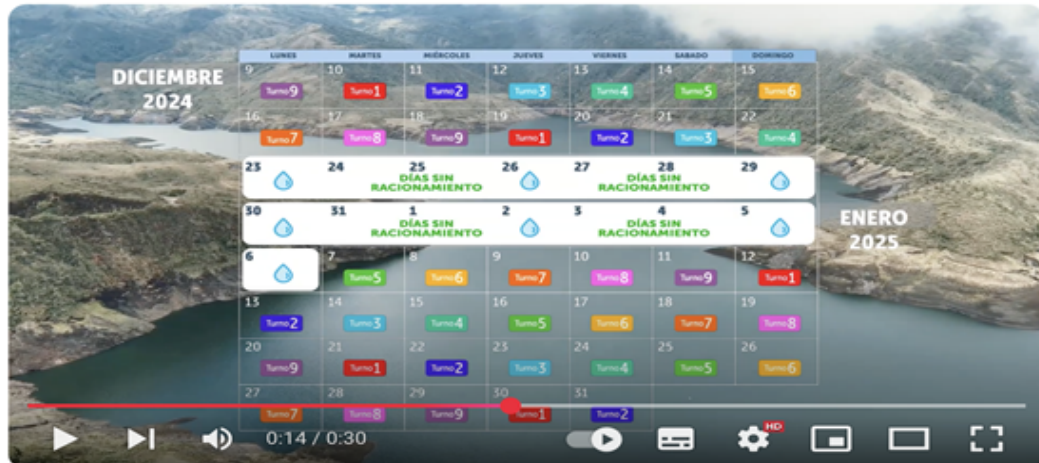 LUNES MARTES MIÉRCOLES JUEVES VIERNES SABADO DOMINGO
DICIEMBRE
2024
9 10 11 12 13 14 15
Turno 9 Turno 1 Turno 2 Turno 3 Turno 4 Turno 5 Turno 6
16 17 18 19 20 21 22
Turno 7 Turno 8 Turno 9 Turno 1 Turno 2 Turno 3 Turno 4
23 24 25 26 27 28 29
DÍAS SIN DÍAS SIN
RACIONAMIENTO RACIONAMIENTO
30 31 1 2 3 4 5
DÍAS SIN DÍAS SIN
RACIONAMIENTO RACIONAMIENTO
ENERO
2025
6 7 8 9 10 11 12
Turno 5 Turno 6 Turno 7 Turno 8 Turno 9 Turno 1
13 14 15 16 17 18 19
Turno 2 Turno 3 Turno 4 Turno 5 Turno 6 Turno 7 Turno 8
20 21 22 23 24 25 26
Turno 9 Turno 1 Turno 2 Turno 3 Turno 4 Turno 5 Turno 6
27 28 29 30 31
Turno 7 Turno 8 Turno 9 Turno 1 Turno 2
0:14 / 0:30 HD